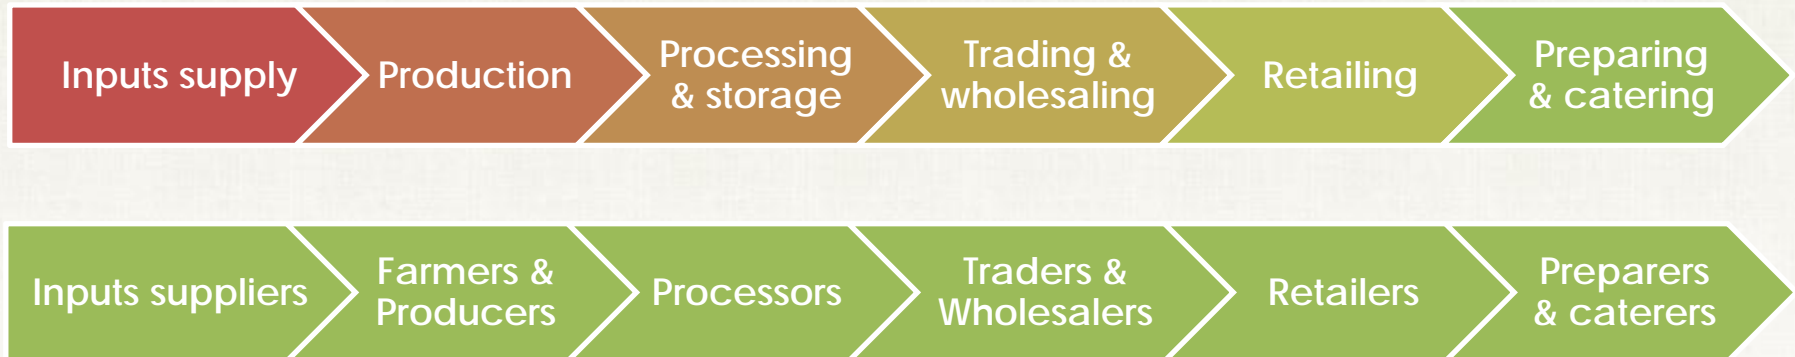 Inputs supply
Production
Processing
& storage
Trading &
wholesaling
Retailing
Preparing
& catering
Inputs suppliers
Farmers &
Producers
Processors
Traders &
Wholesalers
Retailers
Preparers
& caterers